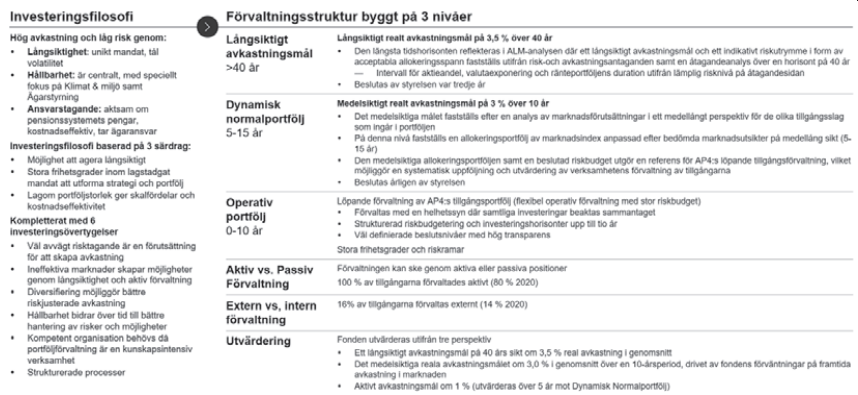 Investeringsfilosofi
Hög avkastning och låg risk genom:
• Långsiktighet: unikt mandat, tål
volatilitet
• Hållbarhet: är centralt, med speciellt
fokus på Klimat & miljö samt
Ägarstyrning
• Ansvarstagande: aktsam om
pensionssystemets pengar,
kostnadseffektiv, tar ägaransvar
Investeringsfilosofi baserad på 3 särdrag:
• Möjlighet att agera långsiktigt
• Stora frihetsgrader inom lagstadgat
mandat att utforma strategi och portfölj
• Lagom portföljstorlek ger skalfördelar och
kostnadseffektivitet
Kompletterat med 6
investeringsövertygelser
• Väl avvägt risktagande är en förutsättning
för att skapa avkastning
• Ineffektiva marknader skapar möjligheter
genom långsiktighet och aktiv förvaltning
• Diversifiering möjliggör bättre
riskjusterade avkastning
• Hållbarhet bidrar över tid till bättre
hantering av risker och möjligheter
• Kompetent organisation behövs då
portföljförvaltning är en kunskapsintensiv
verksamhet
• Strukturerade processer
Förvaltningsstruktur byggt på 3 nivåer
Långsiktigt
avkastningsmål
>40 år
Långsiktigt realt avkastningsmål på 3,5 % över 40 år
• Den längsta tidshorisonten reflekteras i ALM-analysen där ett långsiktigt avkastningsmål och ett indikativt riskutrymme i form av
acceptabla allokeringsspann fastställs utifrån risk-och avkastningsantaganden samt en åtagandeanalys över en horisont på 40 år
— Intervall för aktieandel, valutaexponering och ränteportföljens duration utifrån lämplig risknivå på åtagandesidan
• Beslutas av styrelsen var tredje år
Dynamisk
normalportfölj
5-15 år
Medelsiktigt realt avkastningsmål på 3 % över 10 år
• Det medelsiktiga målet fastställs efter en analys av marknadsförutsättningar i ett medellångt perspektiv för de olika tillgångsslag
som ingår i portföljen
• På denna nivå fastställs en allokeringsportfölj av marknadsindex anpassad efter bedömda marknadsutsikter på medellång sikt (5-
15 år)
• Den medelsiktiga allokeringsportföljen samt en beslutad riskbudget utgör en referens för AP4:s löpande tillgångsförvaltning, vilket
möjliggör en systematisk uppföljning och utvärdering av verksamhetens förvaltning av tillgångarna
• Beslutas årligen av styrelsen
Operativ
portfölj
0-10 år
Löpande förvaltning av AP4:s tillgångsportfölj (flexibel operativ förvaltning med stor riskbudget)
• Förvaltas med en helhetssyn där samtliga investeringar beaktas sammantaget
• Strukturerad riskbudgetering och investeringshorisonter upp till tio år
• Väl definierade beslutsnivåer med hög transparens
Stora frihetsgrader och riskramar
Aktiv vs. Passiv
Förvaltning
Förvaltningen kan ske genom aktiva eller passiva positioner
100 % av tillgångarna förvaltades aktivt (80 % 2020)
Extern vs, intern
förvaltning
16% av tillgångarna förvaltas externt (14 % 2020)
Utvärdering
Fonden utvärderas utifrån tre perspektiv
• Ett långsiktigt avkastningsmål på 40 års sikt om 3,5 % real avkastning i genomsnitt
• Det medelsiktiga reala avkastningsmålet om 3,0 % i genomsnitt över en 10-årsperiod, drivet av fondens förväntningar på framtida
avkastning i marknaden
• Aktivt avkastningsmål om 1 % (utvärderas över 5 år mot Dynamisk Normalportfölj)